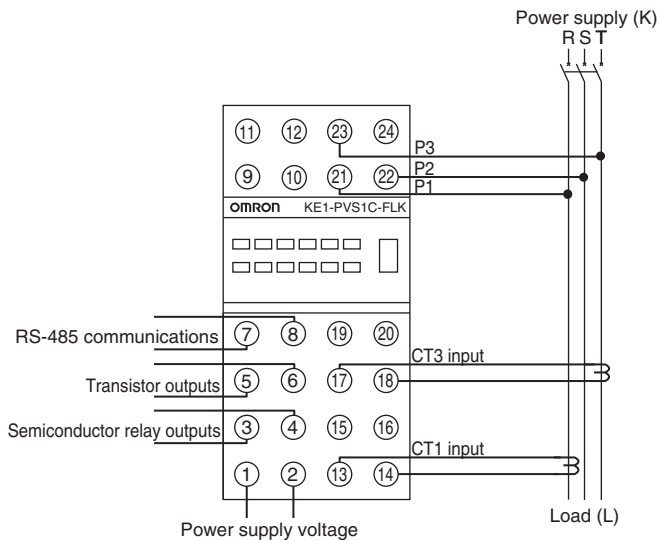 Power supply (K)
R S T
11 12 23 24
P3
P2
9 10 21 22
P1
OMRON KE1-PVS1C-FLK
RS-485 communications
7 8 19 20
CT3 input
Transistor outputs
5 6 17 18
Semiconductor relay outputs
3 4 15 16
CT1 input
1 2 13 14
Load (L)
Power supply voltage